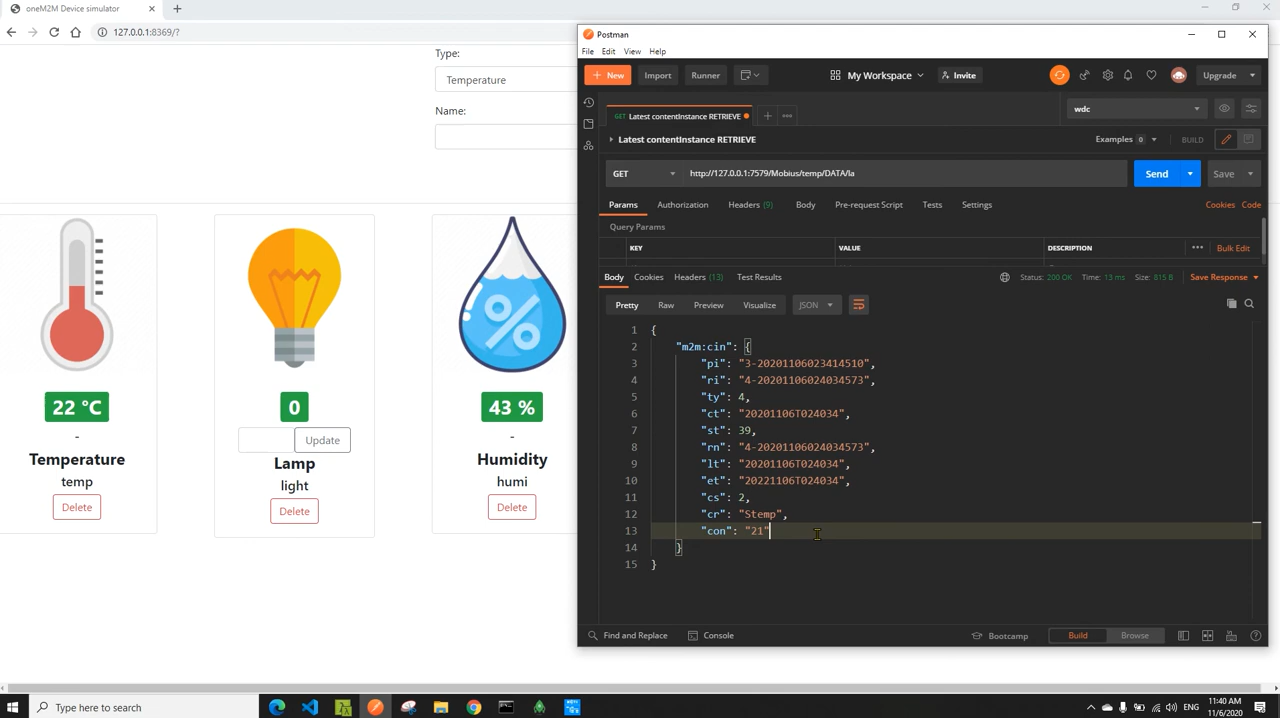 oneM2M Device simulator
127.0.0.1:8369/?
Type:
Temperature
Name:
22 °C
-
Temperature
temp
Delete
0
Update
Lamp
light
Delete
%
43 %
-
Humidity
humi
Delete
Postman
File Edit View Help
New Import Runner My Workspace Invite Upgrade
GET Latest contentInstance RETRIEVE wdc
Latest contentInstance RETRIEVE Examples 0 BUILD
GET http://127.0.0.1:7579/Mobius/temp/DATA/la Send Save
Params Authorization Headers (9) Body Pre-request Script Tests Settings Cookies Code
Query Params
KEY VALUE DESCRIPTION Bulk Edit
Body Cookies Headers (13) Test Results Status: 200 OK Time: 13 ms Size: 815 B Save Response
Pretty Raw Preview Visualize JSON
1 {
2 "m2m:cin": {
3 "pi": "3-20201106023414510",
4 "ri": "4-20201106024034573",
5 "ty": 4,
6 "ct": "20201106T024034",
7 "st": 39,
8 "rn": "4-20201106024034573",
9 "lt": "20201106T024034",
10 "et": "20221106T024034",
11 "cs": 2,
12 "cr": "Stemp",
13 "con": "21"
14 }
15 }
Find and Replace Console Bootcamp Build Browse
Type here to search
ENG
11:40 AM
11/6/2020